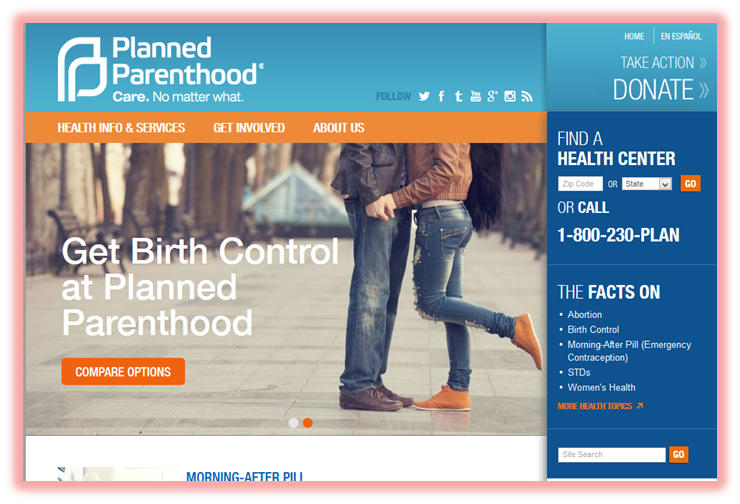 Planned
Parenthood®
Care. No matter what.
FOLLOW
HOME
EN ESPAÑOL
TAKE ACTION »
DONATE »
HEALTH INFO & SERVICES
GET INVOLVED
ABOUT US
Get Birth Control
at Planned
Parenthood
COMPARE OPTIONS
FIND A
HEALTH CENTER
Zip Code OR State GO
OR CALL
1-800-230-PLAN
THE FACTS ON
• Abortion
• Birth Control
• Morning-After Pill (Emergency
Contraception)
• STDs
• Women's Health
MORE HEALTH TOPICS
Site Search GO
MORNING-AFTER PILL